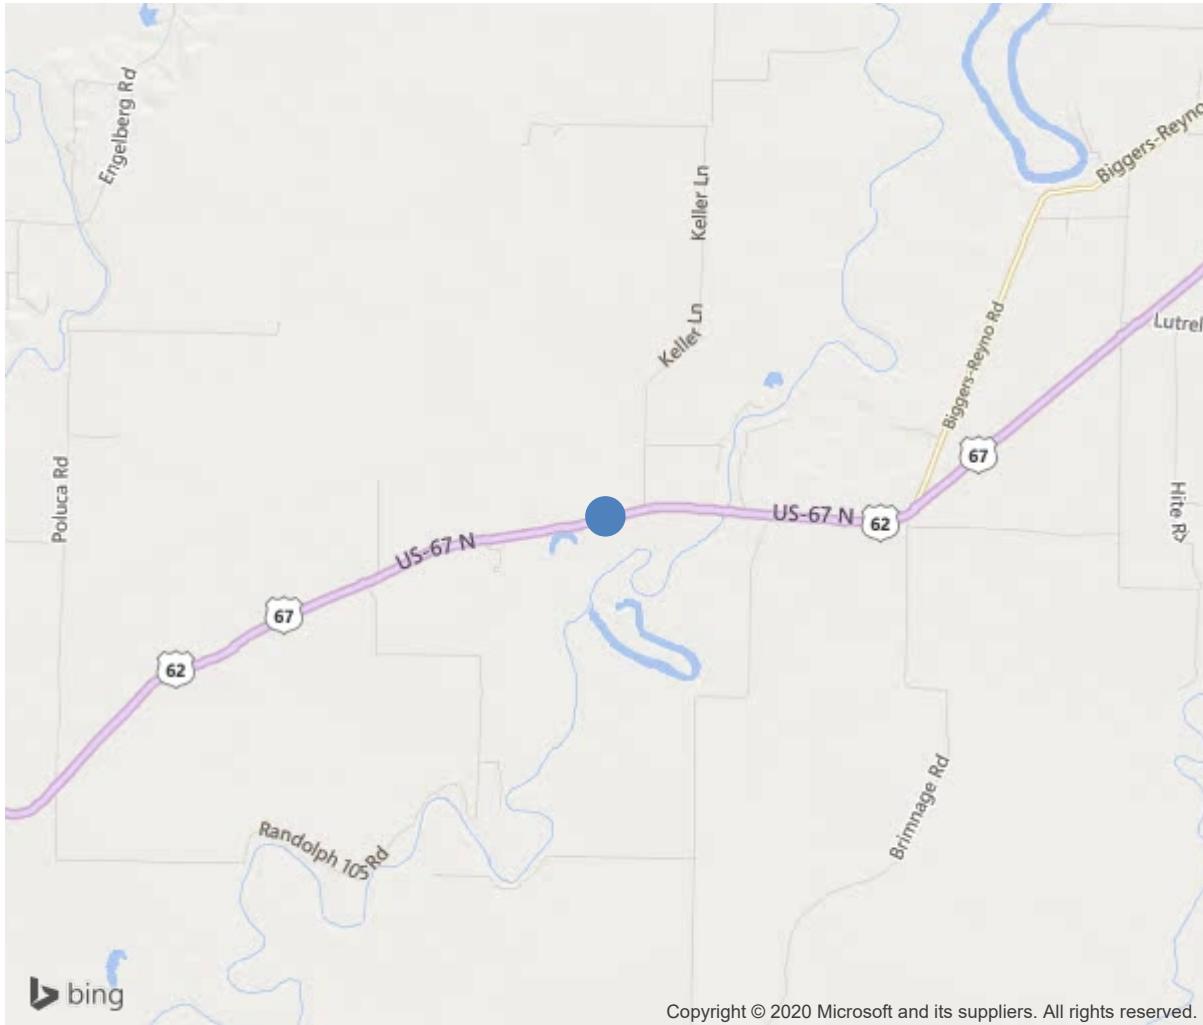 Engelberg Rd
Biggers-Reyno
Keller Ln
Keller Ln
Biggers-Reyno Rd
Lutrel
Poluca Rd
67
Hite R
US-67 N
62
US-67 N
67
62
Brimnage Rd
Randolph 105 Rd
bing
Copyright © 2020 Microsoft and its suppliers. All rights reserved.